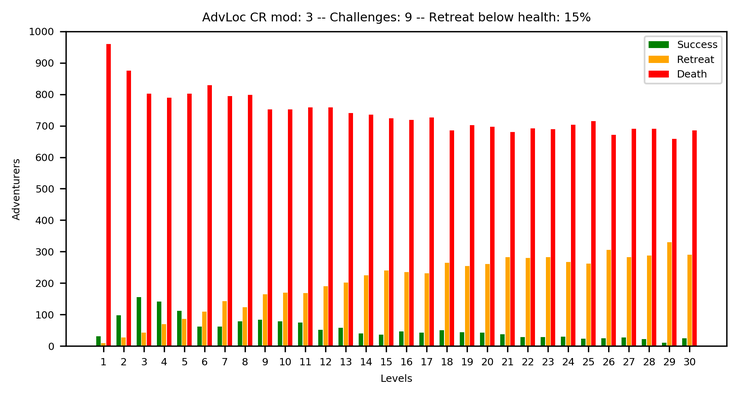 AdvLoc CR mod: 3 -- Challenges: 9 -- Retreat below health: 15%
1000
900
800
700
600
500
400
300
200
100
0
Adventurers
Success
Retreat
Death
1 2 3 4 5 6 7 8 9 10 11 12 13 14 15 16 17 18 19 20 21 22 23 24 25 26 27 28 29 30
Levels